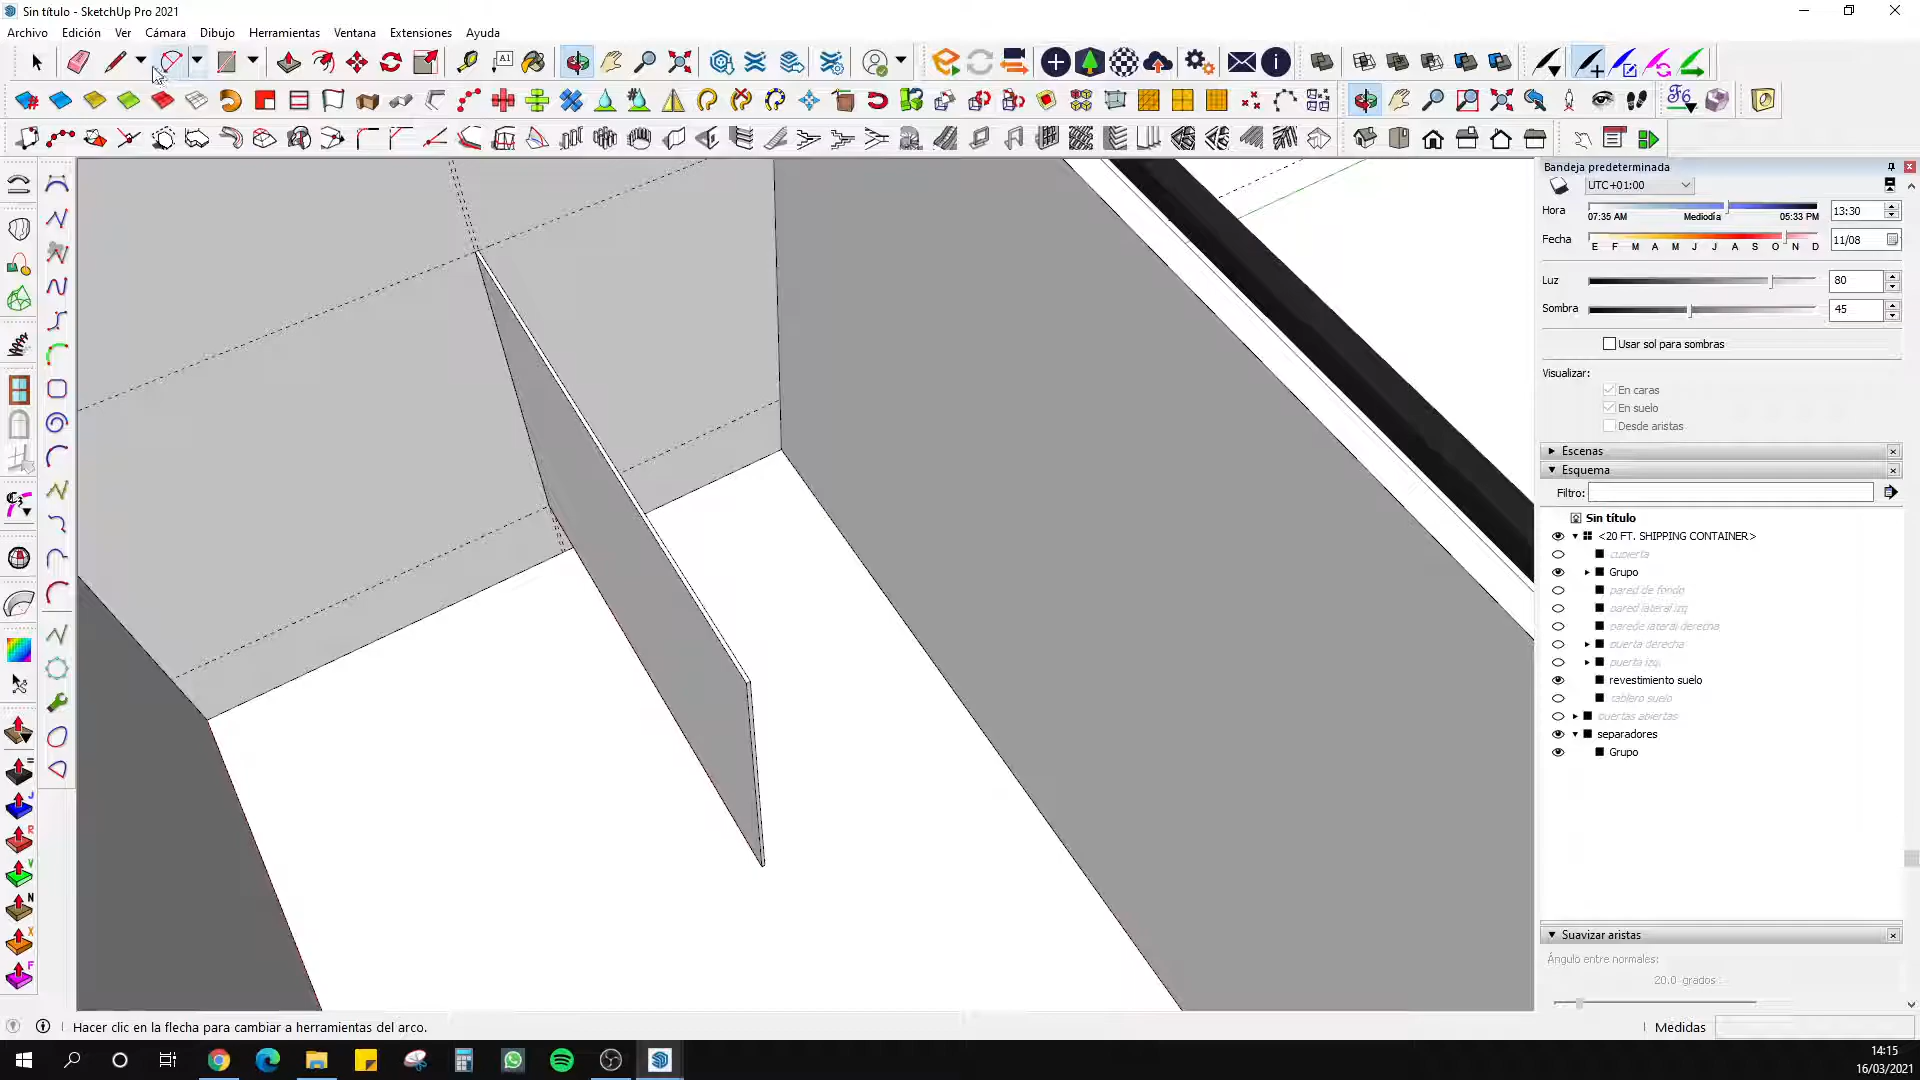 Sin título - SketchUp Pro 2021
Archivo Edición Ver Cámara Dibujo Herramientas Ventana Extensiones Ayuda
A1
Bandeja predeterminada
UTC+01:00
Hora 07:35 AM Mediodía 05:33 PM 13:30
Fecha E F M A M J J A S O N D 11/08
Luz 80
Sombra 45
Usar sol para sombras
Visualizar:
En caras
En suelo
Desde aristas
Escenas
Esquema
Filtro:
Sin título
<20 FT. SHIPPING CONTAINER>
cubierta
Grupo
pared de fondo
pared lateral izq
parede lateral derecha
puerta derecha
puerta izq.
revestimiento suelo
tablero suelo
puertas abiertas
separadores
Grupo
Suavizar aristas
Ángulo entre normales:
20.0 grados
J
R
V
N
X
F
Hacer clic en la flecha para cambiar a herramientas del arco.
Medidas
14:15
16/03/2021